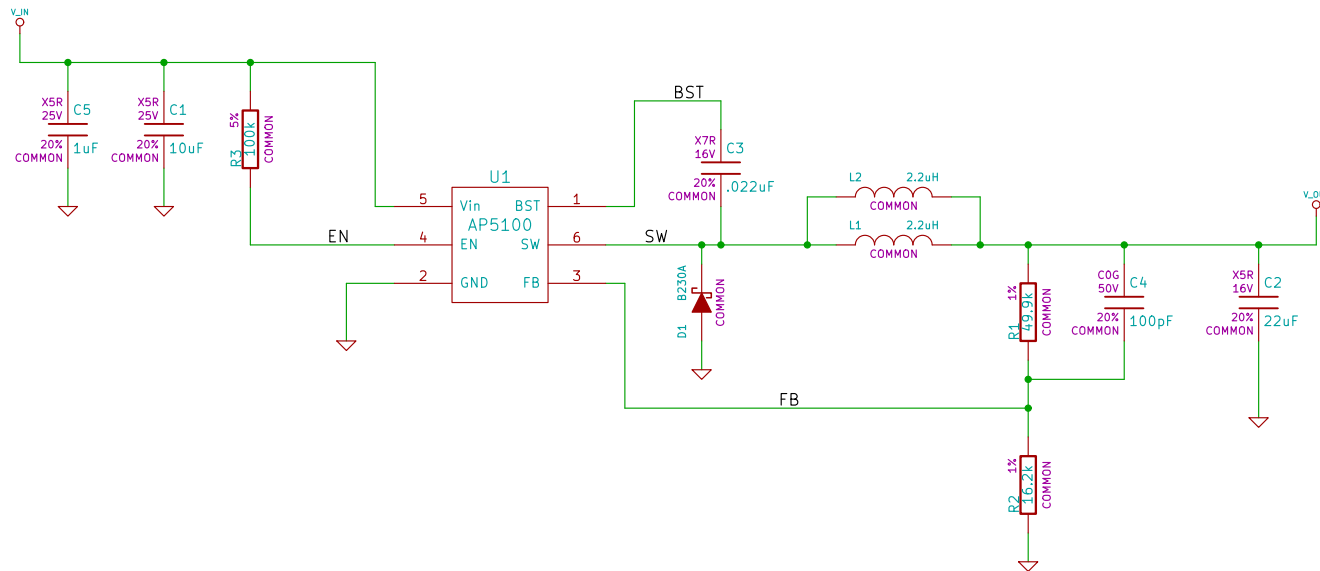 V_IN
X5R
25V
C5
20%
1uF
COMMON
X5R
25V
C1
20%
10uF
COMMON
5%
R3
100k
COMMON
BST
X7R
16V
C3
20%
.022uF
COMMON
U1
5
Vin
BST
1
AP5100
EN
4
EN
SW
6
SW
2
GND
FB
3
B230A
D1
COMMON
L2
2.2uH
COMMON
L1
2.2uH
COMMON
V_OU
1%
R1
49.9k
COMMON
C0G
50V
C4
20%
100pF
COMMON
X5R
16V
C2
20%
22uF
COMMON
FB
1%
R2
16.2k
COMMON